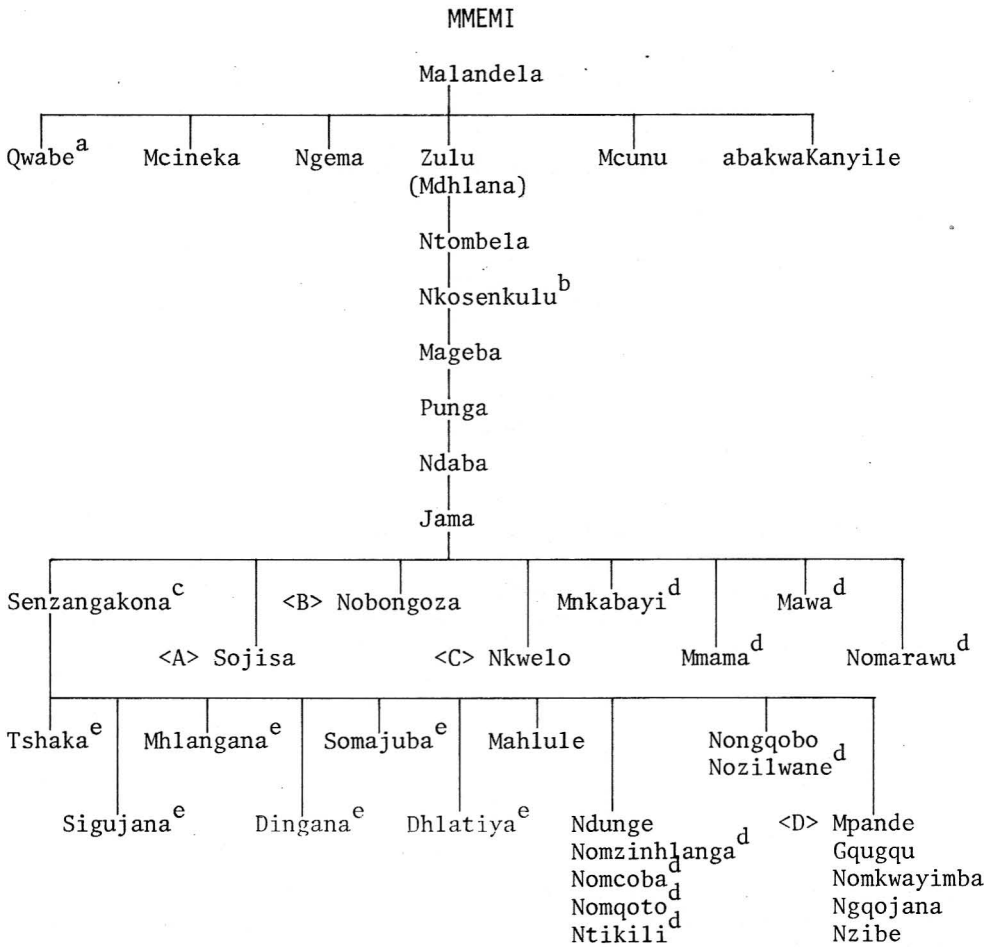 MMEMI
Malandela
Qwabe^a Mcineka Ngema Zulu Mcunu abakwaKanyile
(Mdhlana)
Ntombela
Nkosenkulu^b
Mageba
Punga
Ndaba
Jama
Senzangakona^c <B> Nobongoza Mnkabayi^d Mawa^d
<A> Sojisa <C> Nkwelo Mmama^d Nomarawu^d
Tshaka^e Mhlangana^e Somajuba^e Mahlule Nongqobo
Nozilwane^d
Sigujana^e Dingana^e Dhlatiya^e Ndunge <D> Mpande
Nomzinhlanga^d Gqugqu
Nomcoba^d Nomkwayimba
Nomqoto^d Ngqojana
Ntikili^d Nzibe